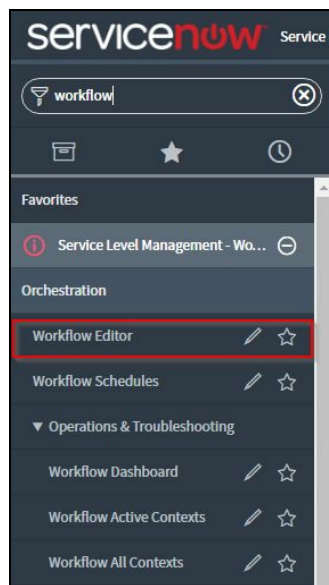 servicenow Service
workflow
Favorites
Service Level Management - Wo...
Orchestration
Workflow Editor
Workflow Schedules
Operations & Troubleshooting
Workflow Dashboard
Workflow Active Contexts
Workflow All Contexts